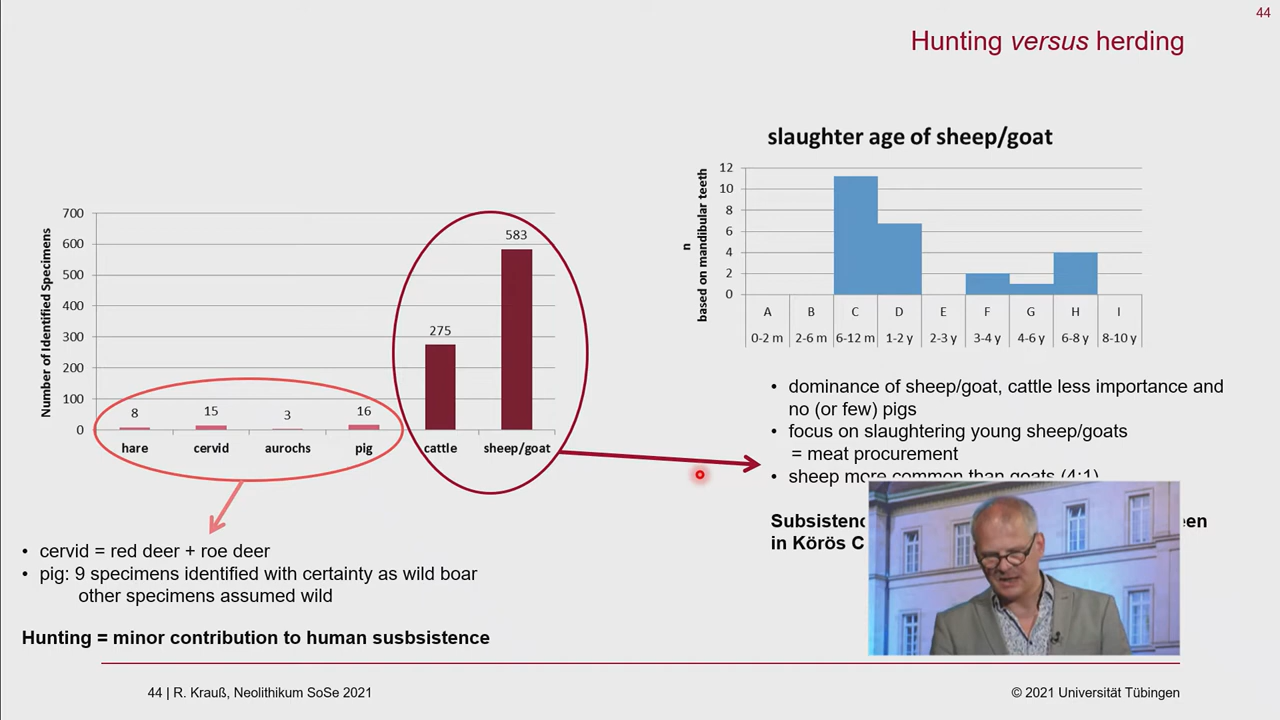 44
Hunting versus herding
700
600
500
400
300
200
100
0
Number of Identified Specimens
8
15
3
16
275
583
hare cervid aurochs pig cattle sheep/goat
• cervid = red deer + roe deer
• pig: 9 specimens identified with certainty as wild boar
other specimens assumed wild
Hunting = minor contribution to human susbsistence
slaughter age of sheep/goat
12
10
8
6
4
2
0
n
based on mandibular teeth
A B C D E F G H I
0-2 m 2-6 m 6-12 m 1-2 y 2-3 y 3-4 y 4-6 y 6-8 y 8-10 y
• dominance of sheep/goat, cattle less importance and
no (or few) pigs
• focus on slaughtering young sheep/goats
= meat procurement
• sheep more common than goats (4:1)
in Körös
44 | R. Krauß, Neolithikum SoSe 2021
© 2021 Universität Tübingen